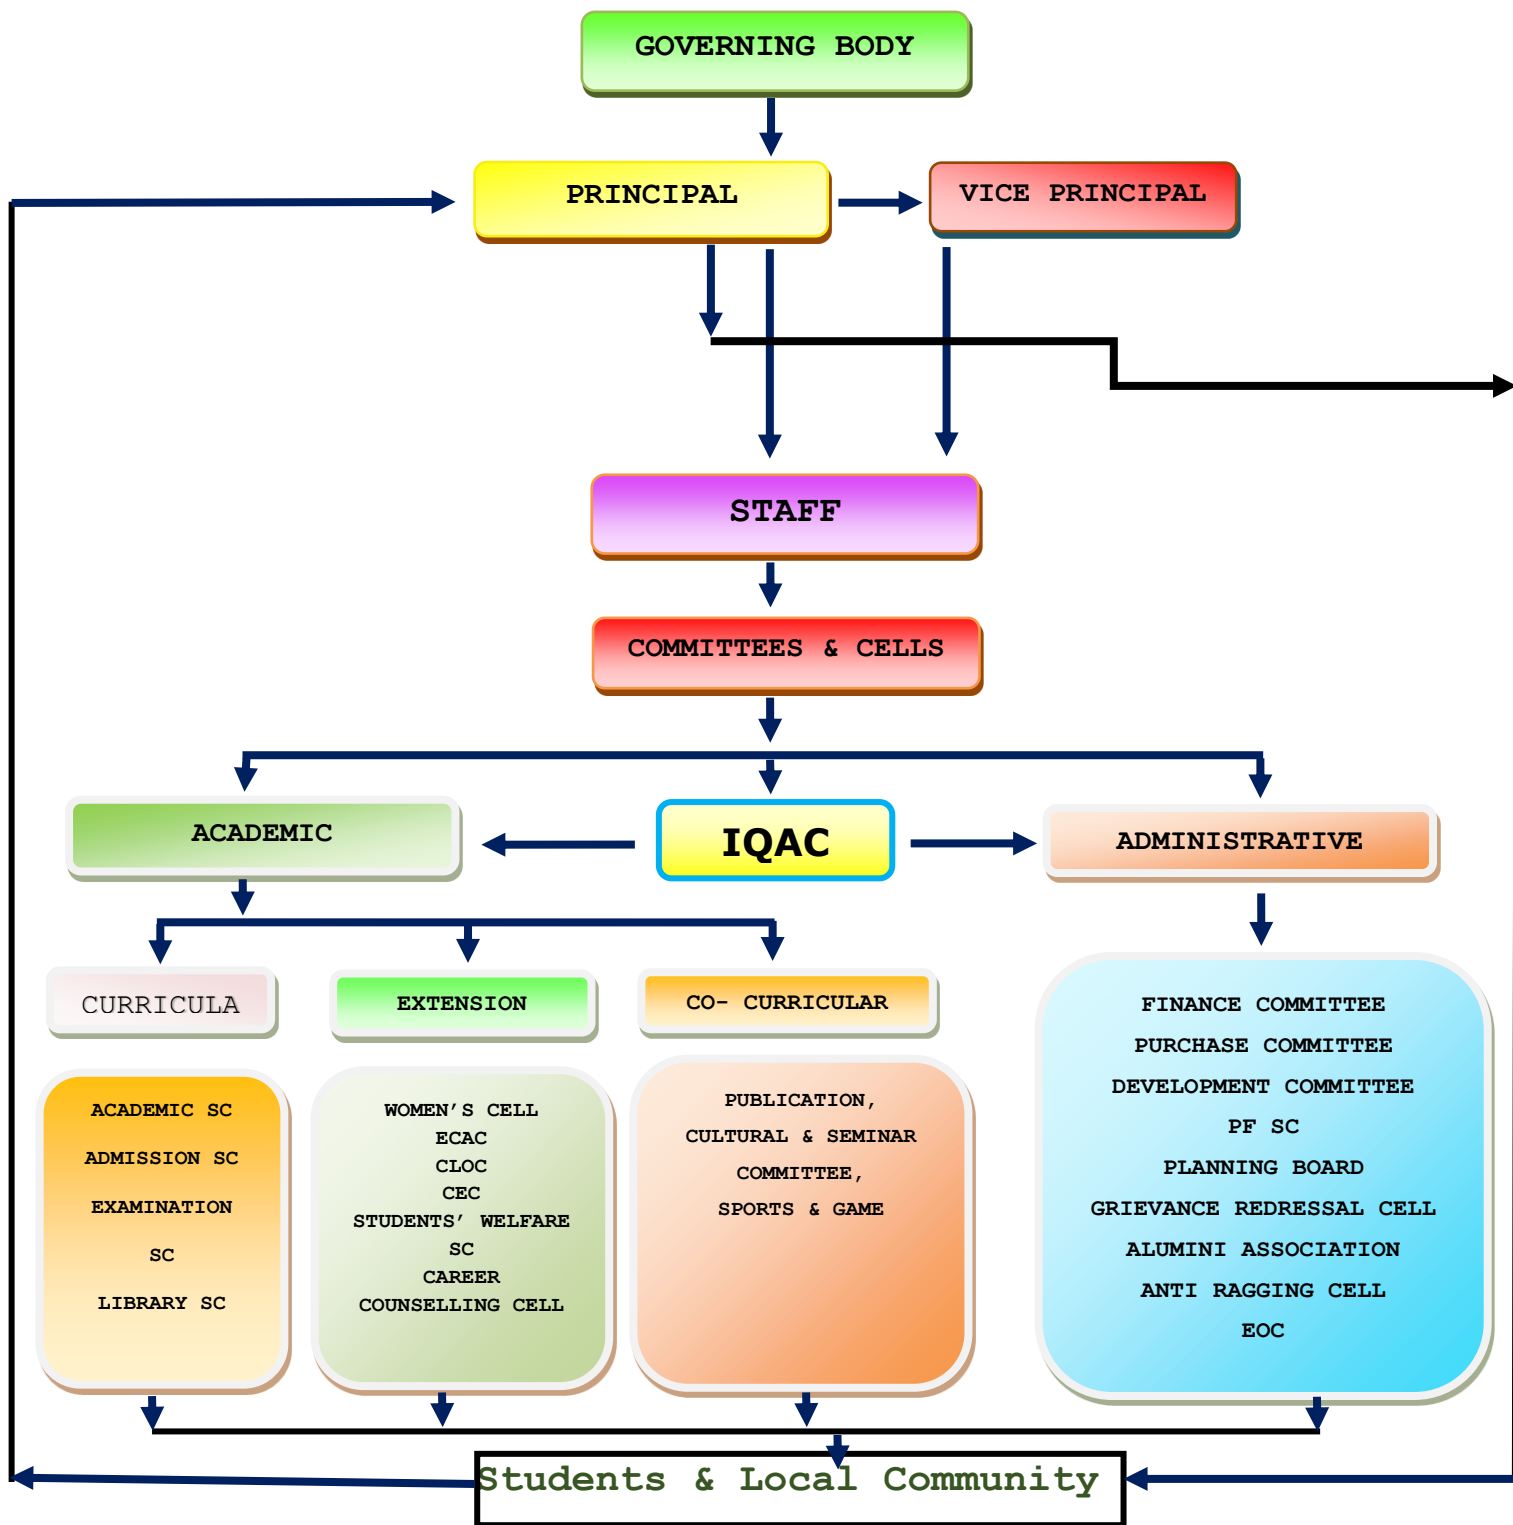 GOVERNING BODY
PRINCIPAL
VICE PRINCIPAL
STAFF
COMMITTEES & CELLS
ACADEMIC
IQAC
ADMINISTRATIVE
CURRICULA
EXTENSION
CO- CURRICULAR
ACADEMIC SC
ADMISSION SC
EXAMINATION
SC
LIBRARY SC
WOMEN’S CELL
ECAC
CLOC
CEC
STUDENTS’ WELFARE
SC
CAREER
COUNSELLING CELL
PUBLICATION,
CULTURAL & SEMINAR
COMMITTEE,
SPORTS & GAME
FINANCE COMMITTEE
PURCHASE COMMITTEE
DEVELOPMENT COMMITTEE
PF SC
PLANNING BOARD
GRIEVANCE REDRESSAL CELL
ALUMINI ASSOCIATION
ANTI RAGGING CELL
EOC
Students & Local Community